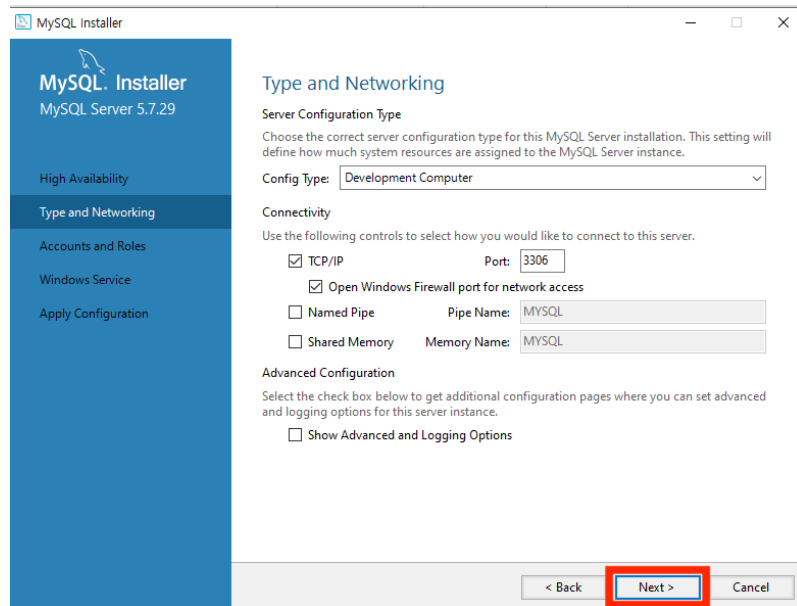 MySQL Installer
MySQL. Installer
MySQL Server 5.7.29
High Availability
Type and Networking
Accounts and Roles
Windows Service
Apply Configuration
Type and Networking
Server Configuration Type
Choose the correct server configuration type for this MySQL Server installation. This setting will
define how much system resources are assigned to the MySQL Server instance.
Config Type: Development Computer
Connectivity
Use the following controls to select how you would like to connect to this server.
TCP/IP Port: 3306
Open Windows Firewall port for network access
Named Pipe Pipe Name: MYSQL
Shared Memory Memory Name: MYSQL
Advanced Configuration
Select the check box below to get additional configuration pages where you can set advanced
and logging options for this server instance.
Show Advanced and Logging Options
< Back Next > Cancel